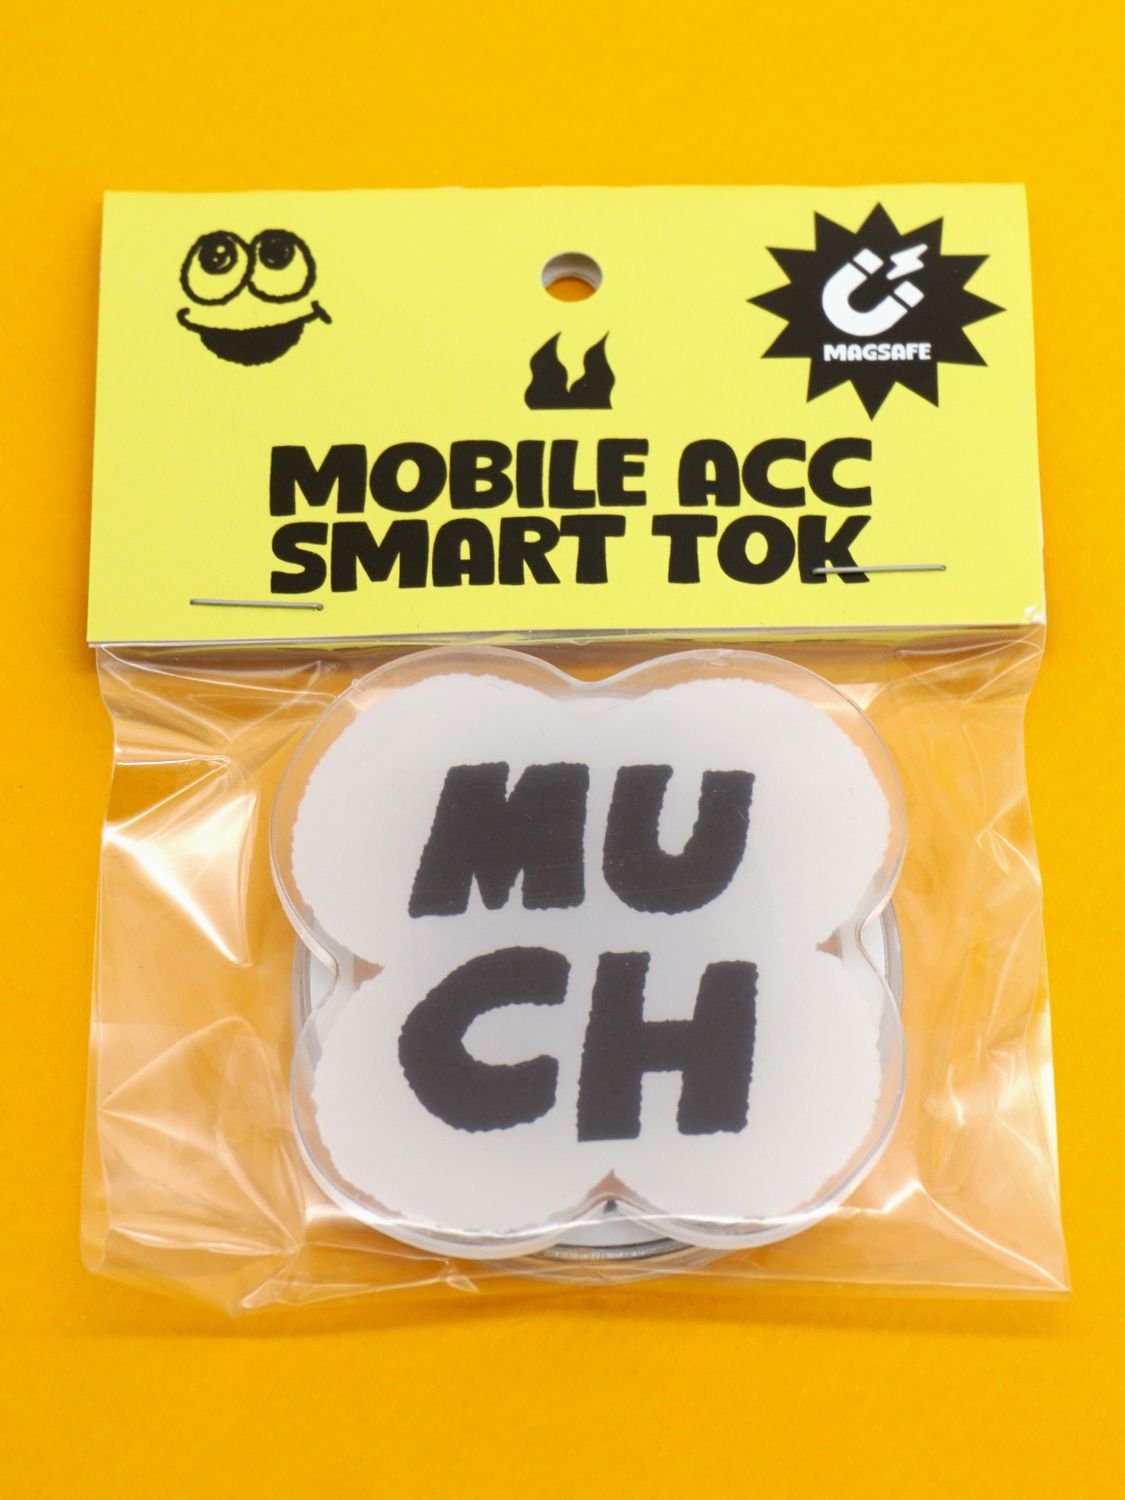 MAGSAFE
MOBILE ACC
SMART TOK
MU
CH